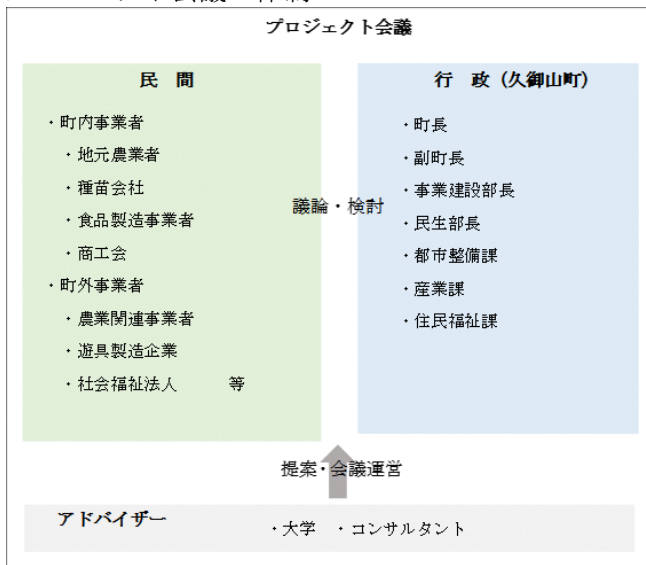 プロジェクト会議
民　間
・町内事業者
・地元農業者
・種苗会社
・食品製造事業者
・商工会
・町外事業者
・農業関連事業者
・遊具製造企業
・社会福祉法人　　　等
議論・検討
行　政（久御山町）
・町長
・副町長
・事業建設部長
・民生部長
・都市整備課
・産業課
・住民福祉課
提案・会議運営
アドバイザー　　・大学　・コンサルタント